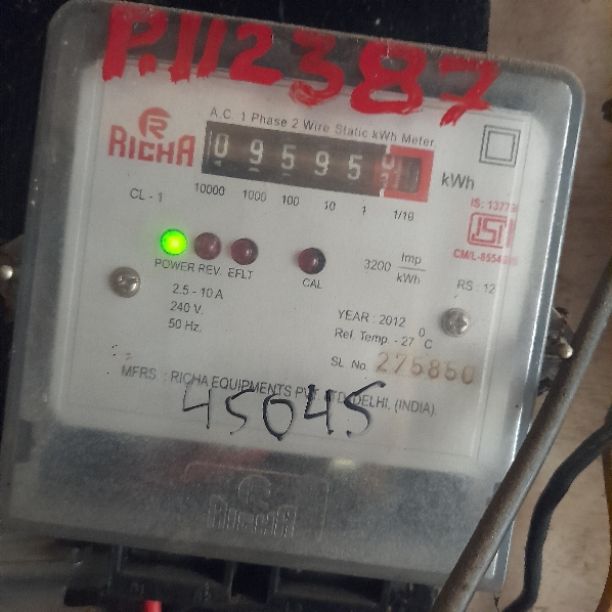 P.112387
A.C. 1 Phase 2 Wire Static kWh Meter
RICHA
0 9 5 9 5
kWh
10000 1000 100 10 1 1/10
CL - 1
IS: 13779
ISI
CM/L-8554
POWER REV. EFLT
CAL
3200 Imp/kWh
RS : 12
2.5 - 10 A
240 V.
50 Hz.
YEAR : 2012
Ref. Temp. - 27 °C
SL. No. 275850
MFRS : RICHA EQUIPMENTS PVT. LTD. DELHI. (INDIA)
45045
RICHA